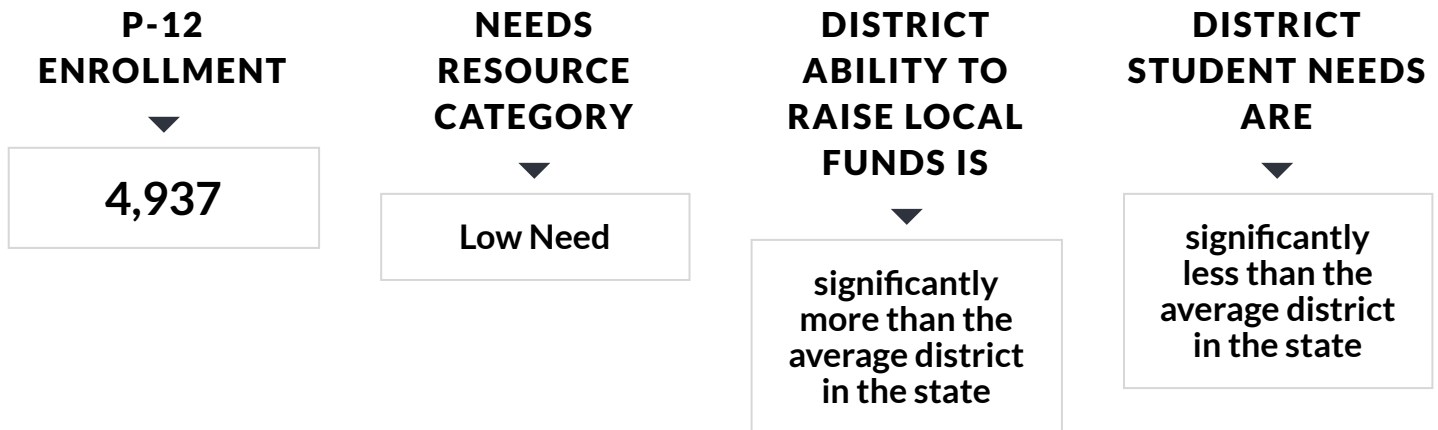 P-12
ENROLLMENT
4,937
NEEDS
RESOURCE
CATEGORY
Low Need
DISTRICT
ABILITY TO
RAISE LOCAL
FUNDS IS
significantly
more than the
average district
in the state
DISTRICT
STUDENT NEEDS
ARE
significantly
less than the
average district
in the state